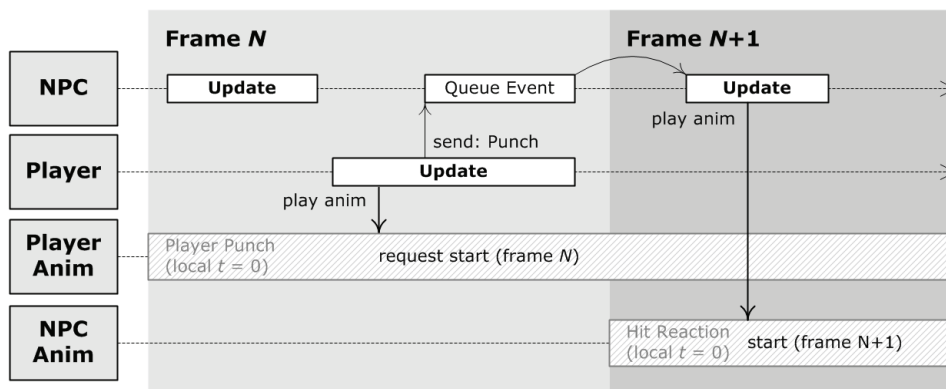 Frame N
Frame N+1
NPC
Update
Queue Event
Update
play anim
send: Punch
Player
Update
play anim
Player
Anim
Player Punch
(local t = 0)
request start (frame N)
NPC
Anim
Hit Reaction
(local t = 0)
start (frame N+1)